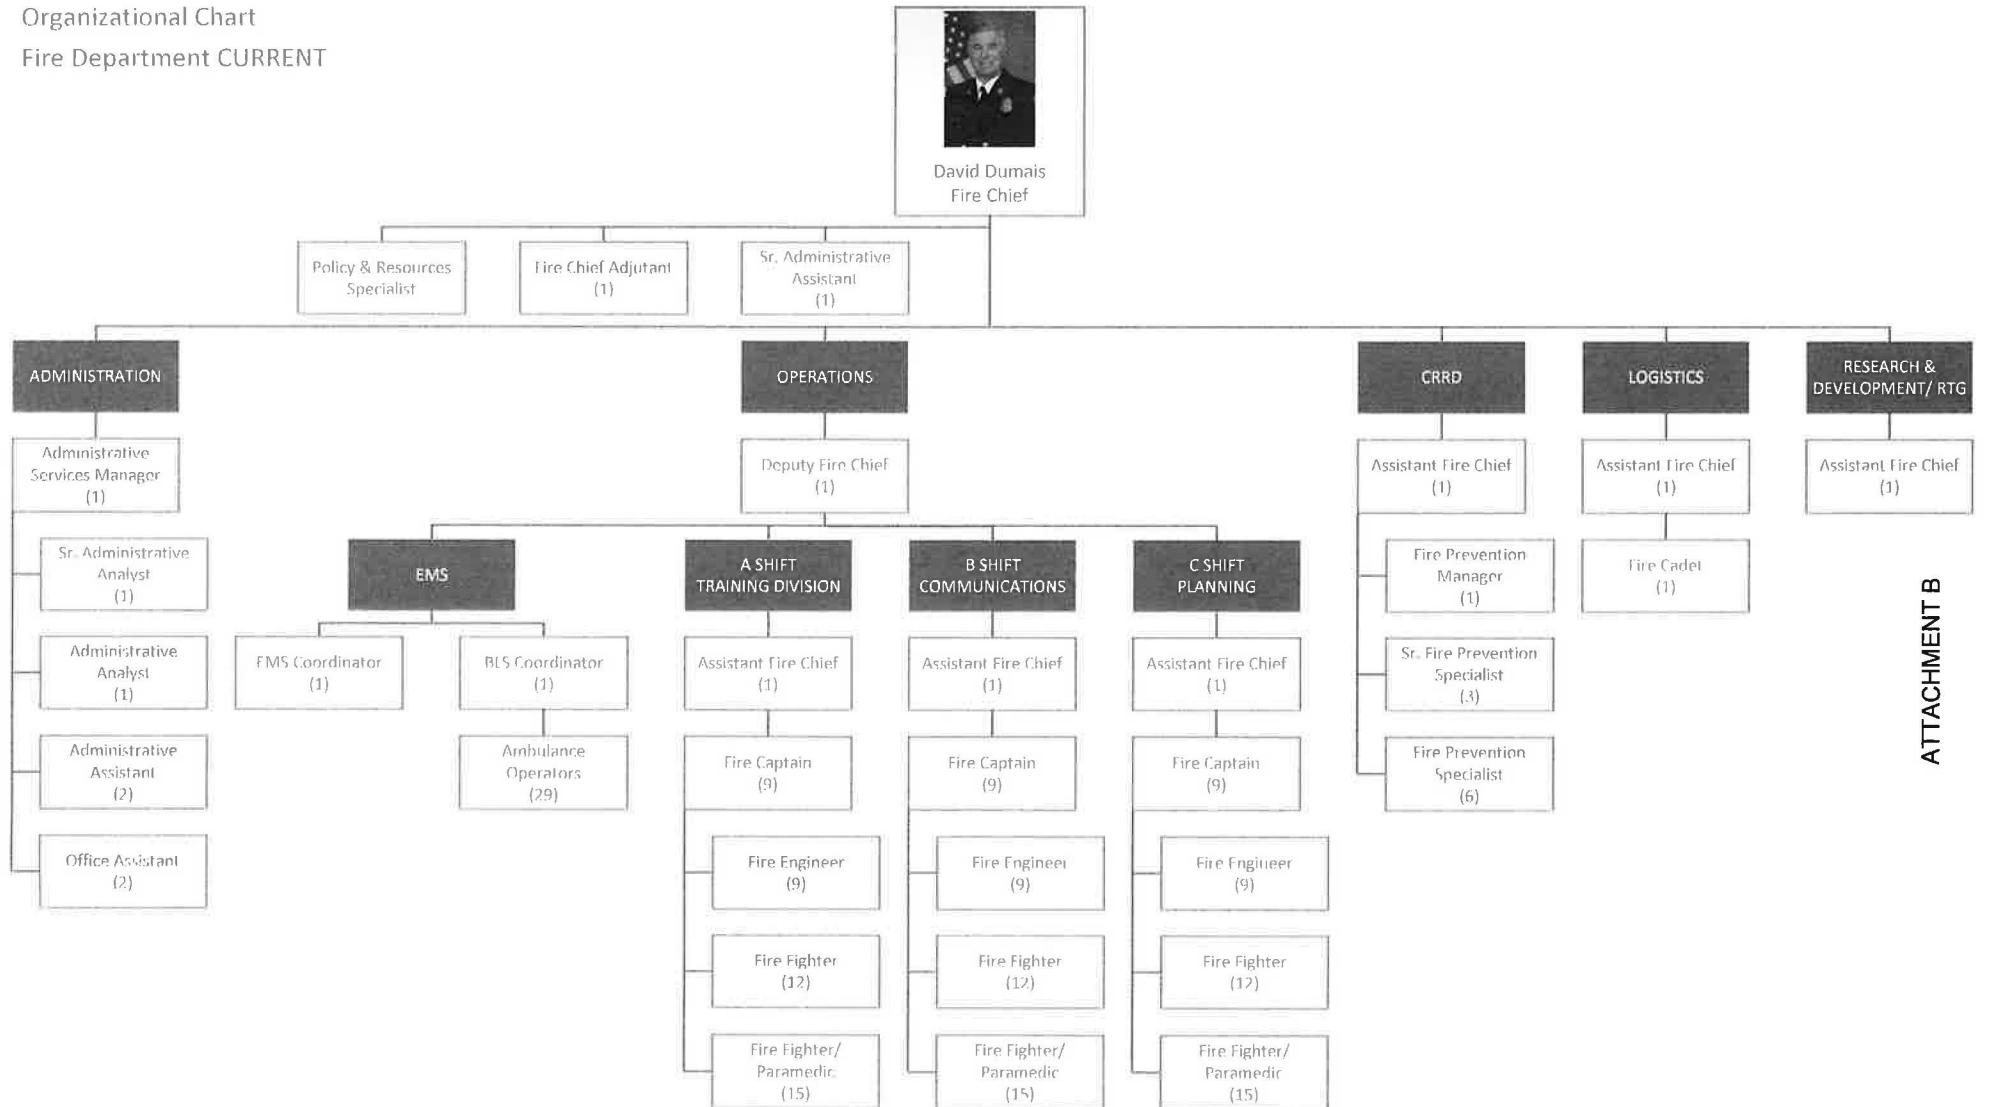 Organizational Chart
Fire Department CURRENT
David Dumais
Fire Chief
Policy & Resources
Specialist
Fire Chief Adjutant
(1)
Sr. Administrative
Assistant
(1)
ADMINISTRATION
OPERATIONS
CRRD
LOGISTICS
RESEARCH &
DEVELOPMENT/ RTG
Administrative
Services Manager
(1)
Sr. Administrative
Analyst
(1)
Administrative
Analyst
(1)
Administrative
Assistant
(2)
Office Assistant
(2)
Deputy Fire Chief
(1)
EMS
EMS Coordinator
(1)
BLS Coordinator
(1)
Ambulance
Operators
(29)
A SHIFT
TRAINING DIVISION
Assistant Fire Chief
(1)
Fire Captain
(9)
Fire Engineer
(9)
Fire Fighter
(12)
Fire Fighter/
Paramedic
(15)
B SHIFT
COMMUNICATIONS
Assistant Fire Chief
(1)
Fire Captain
(9)
Fire Engineer
(9)
Fire Fighter
(12)
Fire Fighter/
Paramedic
(15)
C SHIFT
PLANNING
Assistant Fire Chief
(1)
Fire Captain
(9)
Fire Engineer
(9)
Fire Fighter
(12)
Fire Fighter/
Paramedic
(15)
Assistant Fire Chief
(1)
Fire Prevention
Manager
(1)
Sr. Fire Prevention
Specialist
(3)
Fire Prevention
Specialist
(6)
Assistant Fire Chief
(1)
Fire Cadet
(1)
Assistant Fire Chief
(1)
ATTACHMENT B